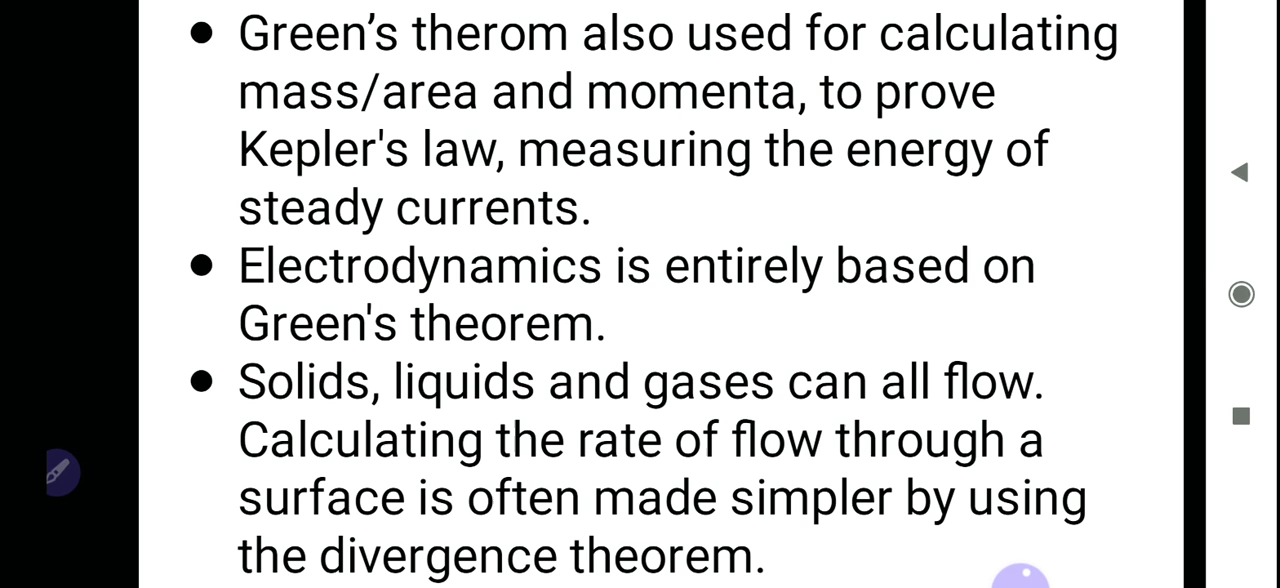 ● Green’s therom also used for calculating
mass/area and momenta, to prove
Kepler's law, measuring the energy of
steady currents.
● Electrodynamics is entirely based on
Green's theorem.
● Solids, liquids and gases can all flow.
Calculating the rate of flow through a
surface is often made simpler by using
the divergence theorem.